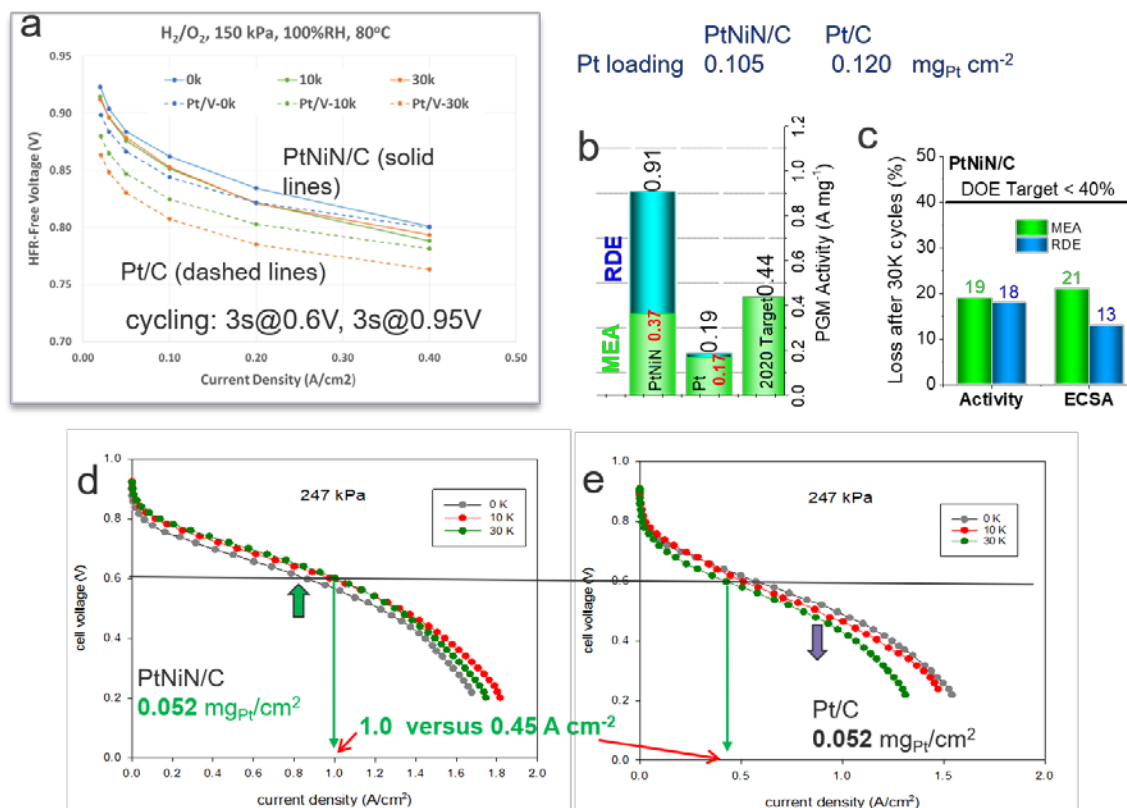 a
H2/O2, 150 kPa, 100%RH, 80ºC
0k 10k 30k
Pt/V-0k Pt/V-10k Pt/V-30k
PtNiN/C (solid
lines)
Pt/C (dashed lines)
cycling: 3s@0.6V, 3s@0.95V
HFR-Free Voltage (V)
0.95
0.90
0.85
0.80
0.75
0.70
0.00 0.10 0.20 0.30 0.40 0.50
Current Density (A/cm2)
PtNiN/C Pt/C
Pt loading 0.105 0.120 mgPt cm-2
b
MEA RDE
PtNiN 0.37
0.91
Pt 0.17
0.19
2020 Target
0.44
0.0 0.2 0.4 0.6 0.8 1.0 1.2
PGM Activity (A mg-1)
c
PtNiN/C
DOE Target < 40%
MEA
RDE
Loss after 30K cycles (%)
50
40
30
20
10
0
19 18 21 13
Activity ECSA
d
247 kPa
0 K
10 K
30 K
cell voltage (V)
1.0
0.8
0.6
0.4
0.2
0.0
PtNiN/C
0.052 mgPt/cm2
0.0 0.2 0.4 0.6 0.8 1.0 1.2 1.4 1.6 1.8 2.0
current density (A/cm2)
1.0 versus 0.45 A cm-2
e
247 kPa
0 K
10 K
30 K
cell voltage (V)
1.0
0.8
0.6
0.4
0.2
0.0
Pt/C
0.052 mgPt/cm2
0.0 0.5 1.0 1.5 2.0
current density (A/cm2)